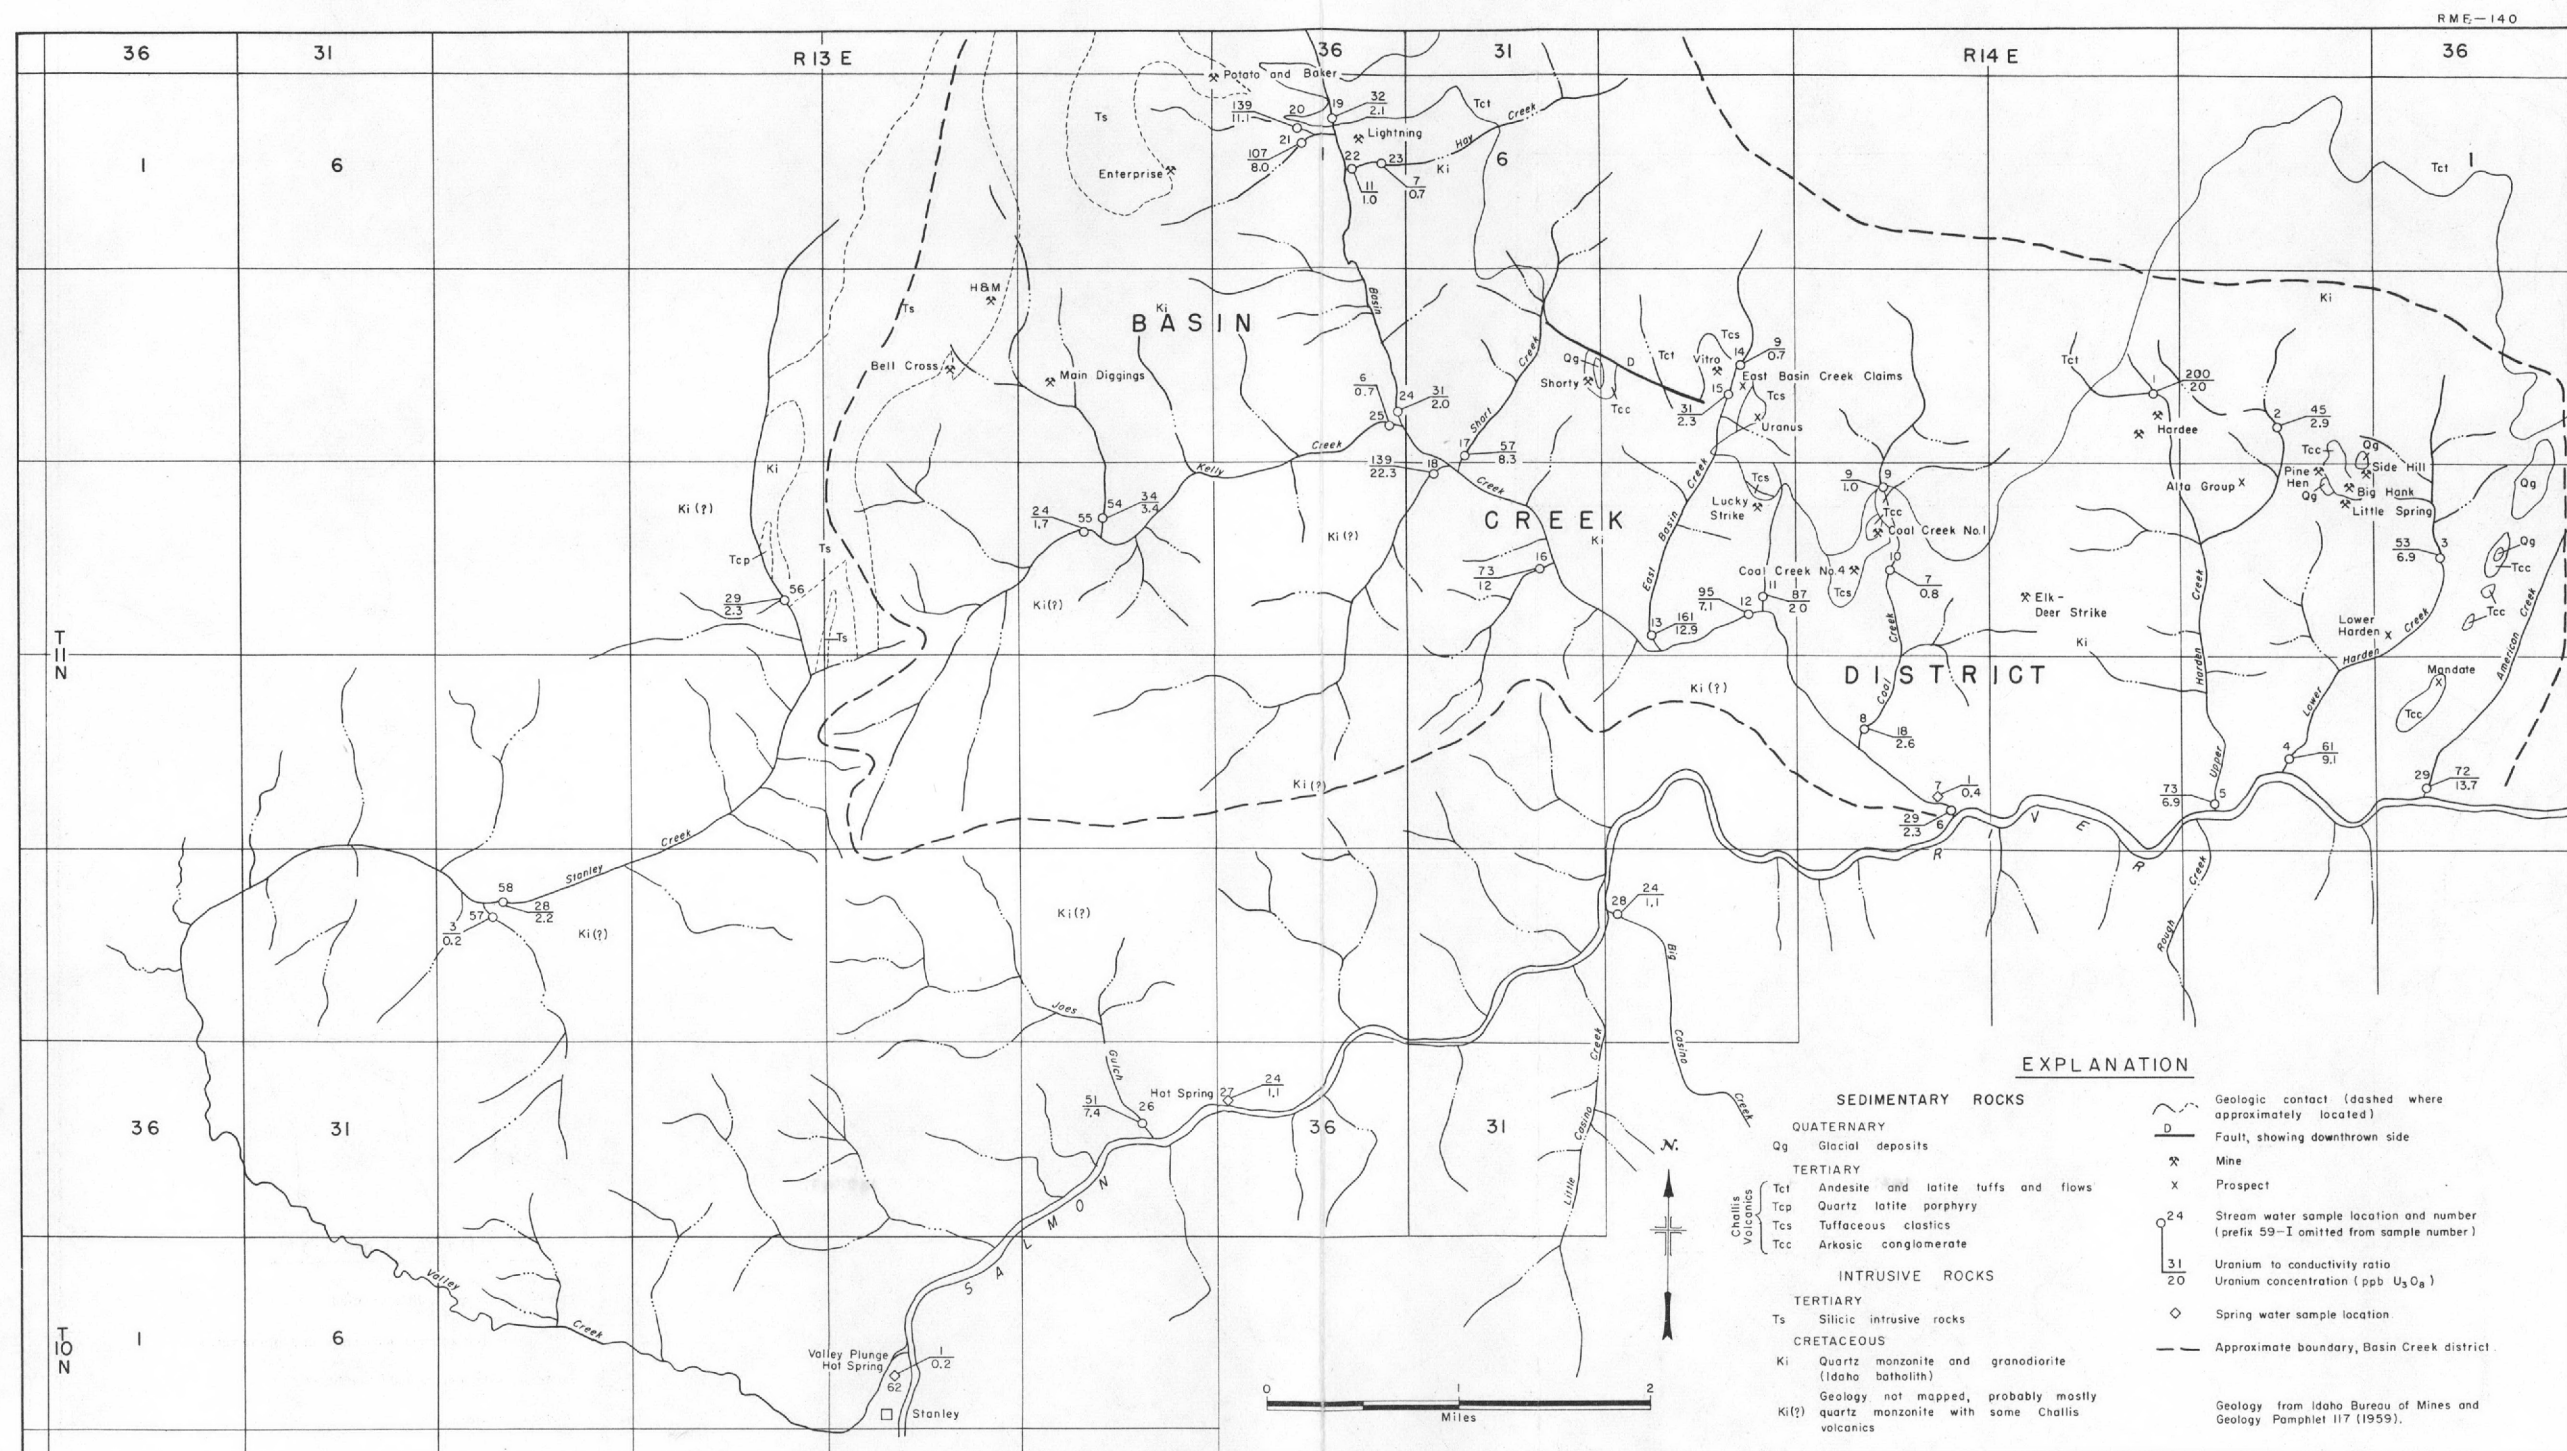 RME-140
36
31
R 13 E
36
31
R 14 E
36
Potato and Baker
139
11.1
20
19
32
2.1
Tct
Hay Creek
Ts
Lightning
21
107
8.0
1
22
23
Ki
6
7
0.7
11
1.0
Enterprise
1
6
Tct
1
H&M
Ts
Ki
BASIN
Basin
Ki
Bell Cross
Main Diggings
6
0.7
24
31
2.0
25
Short Creek
Qg
D
Tct
Shorty
Tcc
Tcs
Vitro
14
9
0.7
East Basin Creek Claims
15
Tcs
31
2.3
Uranus
Tct
1
200
20
Hardee
2
45
2.9
Tcc
Qg
Side Hill
Pine Hen
Qg
Big Hank
Little Spring
Alta Group
Qg
Kelly Creek
139
22.3
18
17
57
8.3
Creek
Ki
Ki (?)
24
1.7
55
54
34
3.4
Ki (?)
CREEK
Ki
East Basin Creek
Tcs
Lucky
Strike
9
1.0
9
Tcc
Coal Creek No.1
Tcp
Ts
56
29
2.3
Ts
Ki(?)
16
73
12
Coal Creek No.4
Tcs
10
7
0.8
11
87
20
95
7.1
12
13
161
12.9
Elk-
Deer Strike
Ki
53
6.9
3
Qg
Tcc
Q
Tcc
Lower
Harden
American Creek
Upper Harden Creek
Lower Harden Creek
T
11
N
Ki (?)
DISTRICT
Mandate
Tcc
Coal Creek
8
18
2.6
Ki (?)
7
1
0.4
29
2.3
6
73
6.9
5
4
61
9.1
29
72
13.7
Stanley Creek
58
28
2.2
57
3
0.2
Ki (?)
Ki (?)
28
24
1.1
Big Casino Creek
Rough Creek
Joes Gulch
Little Casino Creek
Hot Spring
27
24
1.1
51
7.4
26
36
31
36
31
SALMON RVER
Valley Creek
T
10
N
1
6
Valley Plunge
Hot Spring
1
0.2
62
Stanley
0
1
2
Miles
N.
EXPLANATION
SEDIMENTARY ROCKS
QUATERNARY
Qg Glacial deposits
TERTIARY
Challis Volcanics
Tct Andesite and latite tuffs and flows
Tcp Quartz latite porphyry
Tcs Tuffaceous clastics
Tcc Arkosic conglomerate
INTRUSIVE ROCKS
TERTIARY
Ts Silicic intrusive rocks
CRETACEOUS
Ki Quartz monzonite and granodiorite
(Idaho batholith)
Geology not mapped, probably mostly
Ki(?) quartz monzonite with some Challis
volcanics
Geologic contact (dashed where
approximately located)
D
Fault, showing downthrown side
Mine
X Prospect
24 Stream water sample location and number
(prefix 59-I omitted from sample number)
31 Uranium to conductivity ratio
20 Uranium concentration (ppb U3O8)
Spring water sample location
Approximate boundary, Basin Creek district
Geology from Idaho Bureau of Mines and
Geology Pamphlet 117 (1959).